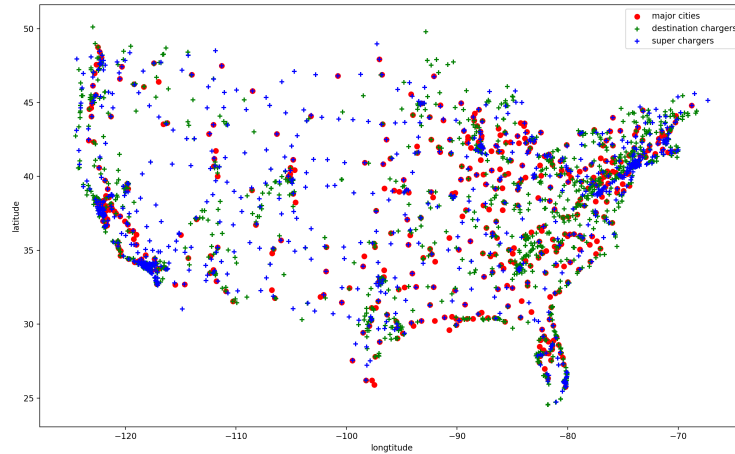 major cities
destination chargers
super chargers
50
45
40
35
30
25
latitude
−120
−110
−100
−90
−80
−70
longtitude